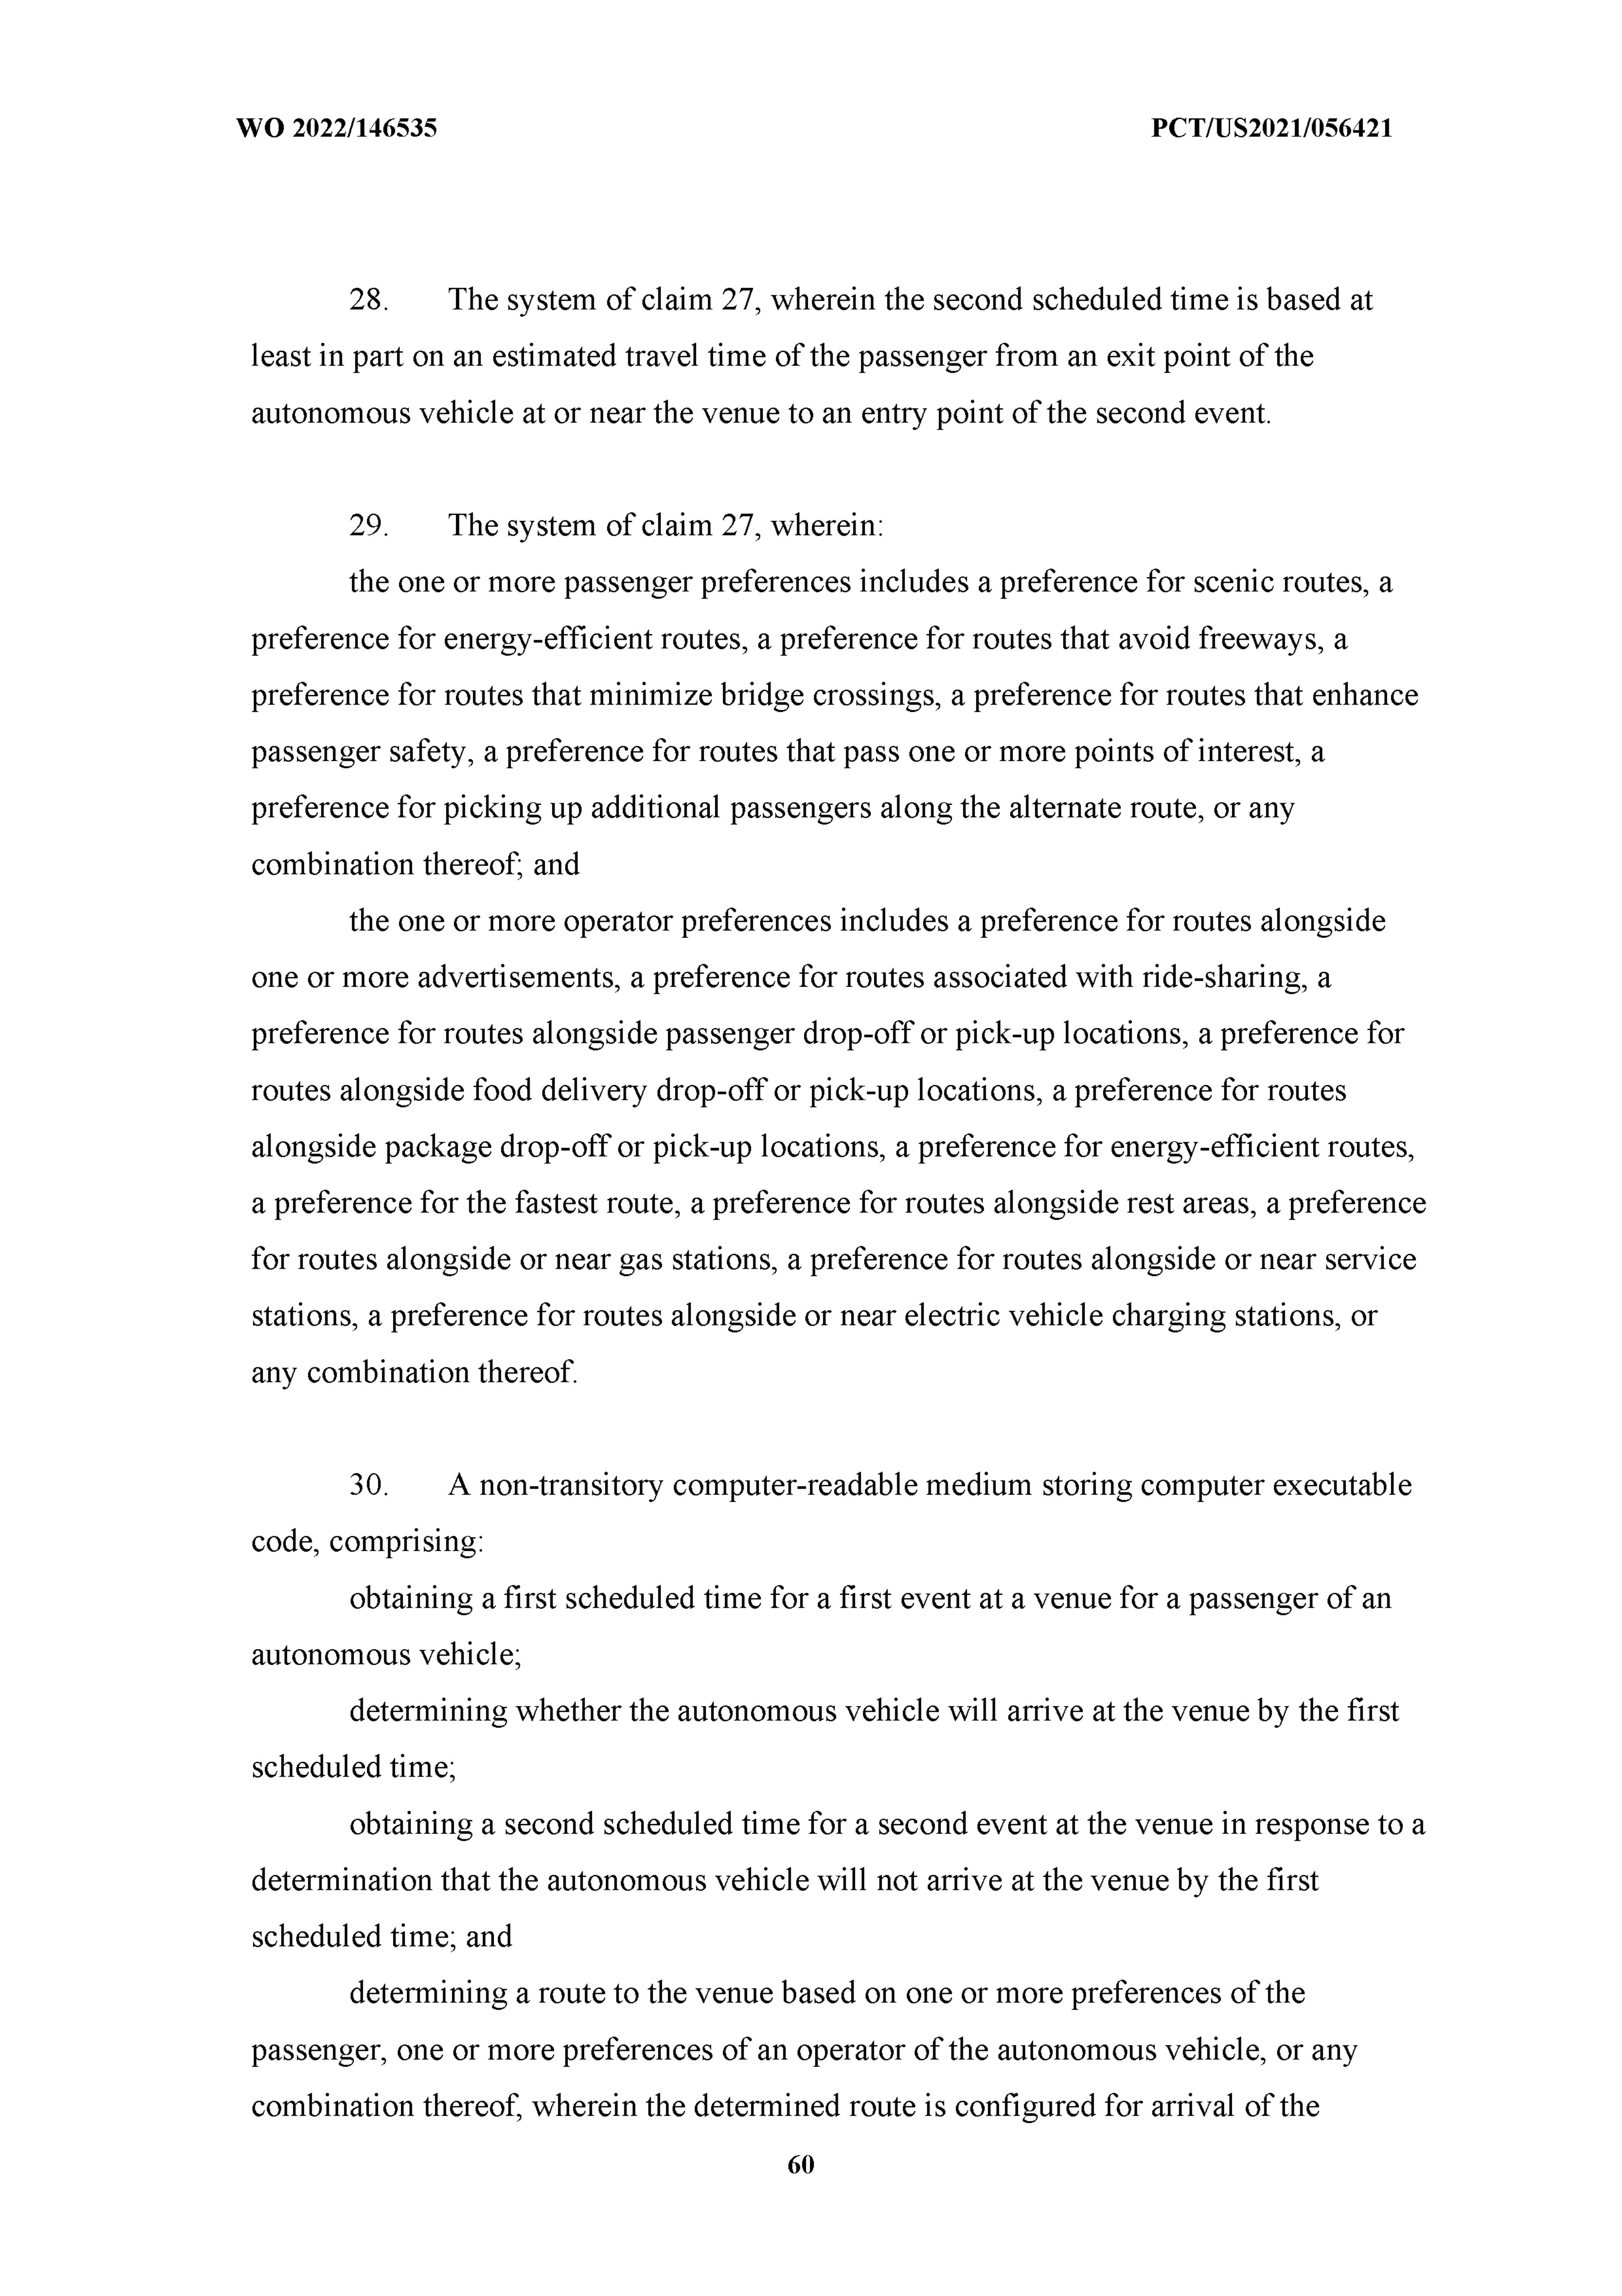 WO 2022/146535 PCT/US2021/056421
28. The system of claim 27, wherein the second scheduled time is based at
least in part on an estimated travel time of the passenger from an exit point of the
autonomous vehicle at or near the venue to an entry point of the second event.
29. The system of claim 27, wherein:
the one or more passenger preferences includes a preference for scenic routes, a
preference for energy-efficient routes, a preference for routes that avoid freeways, a
preference for routes that minimize bridge crossings, a preference for routes that enhance
passenger safety, a preference for routes that pass one or more points of interest, a
preference for picking up additional passengers along the alternate route, or any
combination thereof; and
the one or more operator preferences includes a preference for routes alongside
one or more advertisements, a preference for routes associated with ride-sharing, a
preference for routes alongside passenger drop-off or pick-up locations, a preference for
routes alongside food delivery drop-off or pick-up locations, a preference for routes
alongside package drop-off or pick-up locations, a preference for energy-efficient routes,
a preference for the fastest route, a preference for routes alongside rest areas, a preference
for routes alongside or near gas stations, a preference for routes alongside or near service
stations, a preference for routes alongside or near electric vehicle charging stations, or
any combination thereof.
30. A non-transitory computer-readable medium storing computer executable
code, comprising:
obtaining a first scheduled time for a first event at a venue for a passenger of an
autonomous vehicle;
determining whether the autonomous vehicle will arrive at the venue by the first
scheduled time;
obtaining a second scheduled time for a second event at the venue in response to a
determination that the autonomous vehicle will not arrive at the venue by the first
scheduled time; and
determining a route to the venue based on one or more preferences of the
passenger, one or more preferences of an operator of the autonomous vehicle, or any
combination thereof, wherein the determined route is configured for arrival of the
60